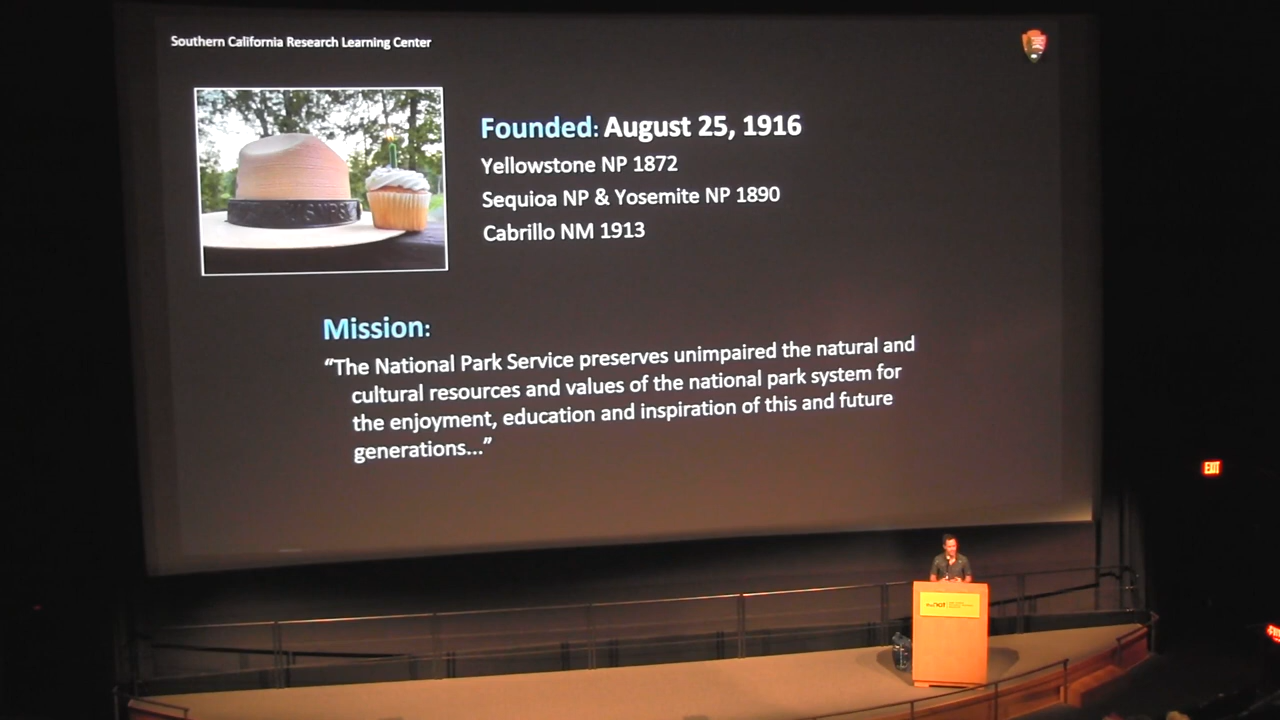 Southern California Research Learning Center
Founded: August 25, 1916
Yellowstone NP 1872
Sequioa NP & Yosemite NP 1890
Cabrillo NM 1913
Mission:
“The National Park Service preserves unimpaired the natural and
cultural resources and values of the national park system for
the enjoyment, education and inspiration of this and future
generations...”
EXIT
theNAT